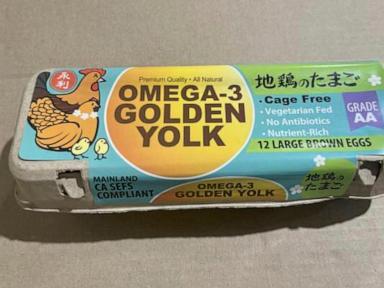 永利
Premium Quality • All Natural
OMEGA-3
GOLDEN
YOLK
地鶏のたまご
• Cage Free
• Vegetarian Fed
• No Antibiotics
• Nutrient-Rich
GRADE
AA
12 LARGE BROWN EGGS
MAINLAND
CA SEFS
COMPLIANT
OMEGA-3
GOLDEN YOLK
地鶏の
たまご